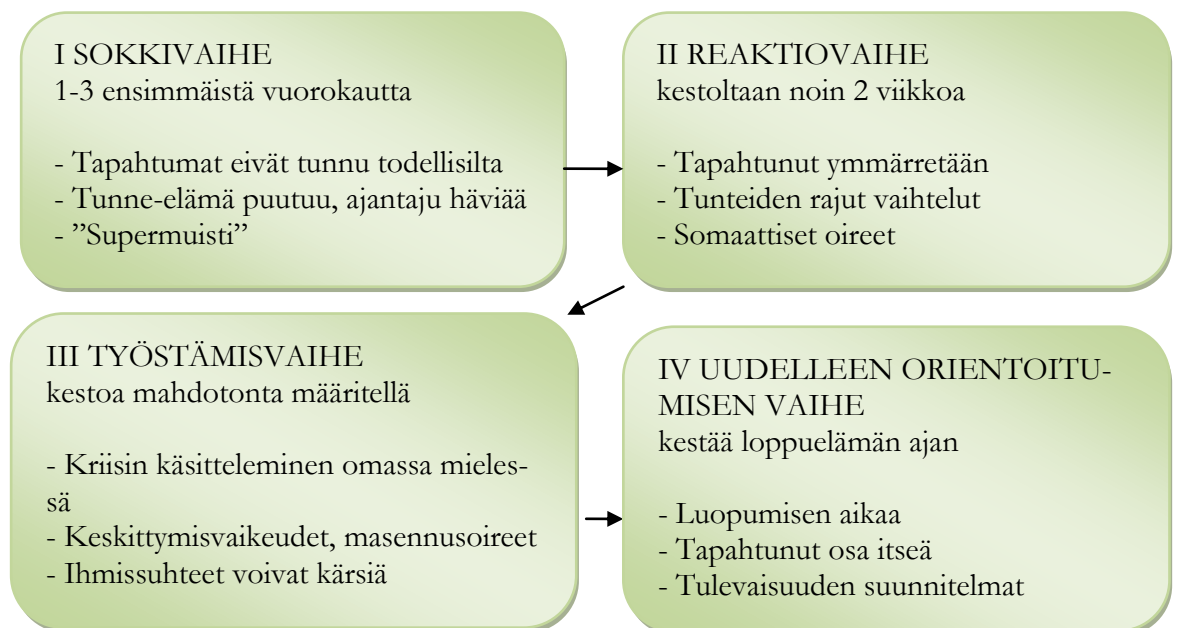 I SOKKIVAIHE
1-3 ensimmäistä vuorokautta
- Tapahtumat eivät tunnu todellisilta
- Tunne-elämä puutuu, ajantaju häviää
- ”Supermuisti”
II REAKTIOVAIHE
kestoltaan noin 2 viikkoa
- Tapahtunut ymmärretään
- Tunteiden rajut vaihtelut
- Somaattiset oireet
III TYÖSTÄMISVAIHE
kestoa mahdotonta määritellä
- Kriisin käsitteleminen omassa mieles-
sä
- Keskittymisvaikeudet, masennusoireet
- Ihmissuhteet voivat kärsiä
IV UUDELLEEN ORIENTOITU-
MISEN VAIHE
kestää loppuelämän ajan
- Luopumisen aikaa
- Tapahtunut osa itseä
- Tulevaisuuden suunnitelmat